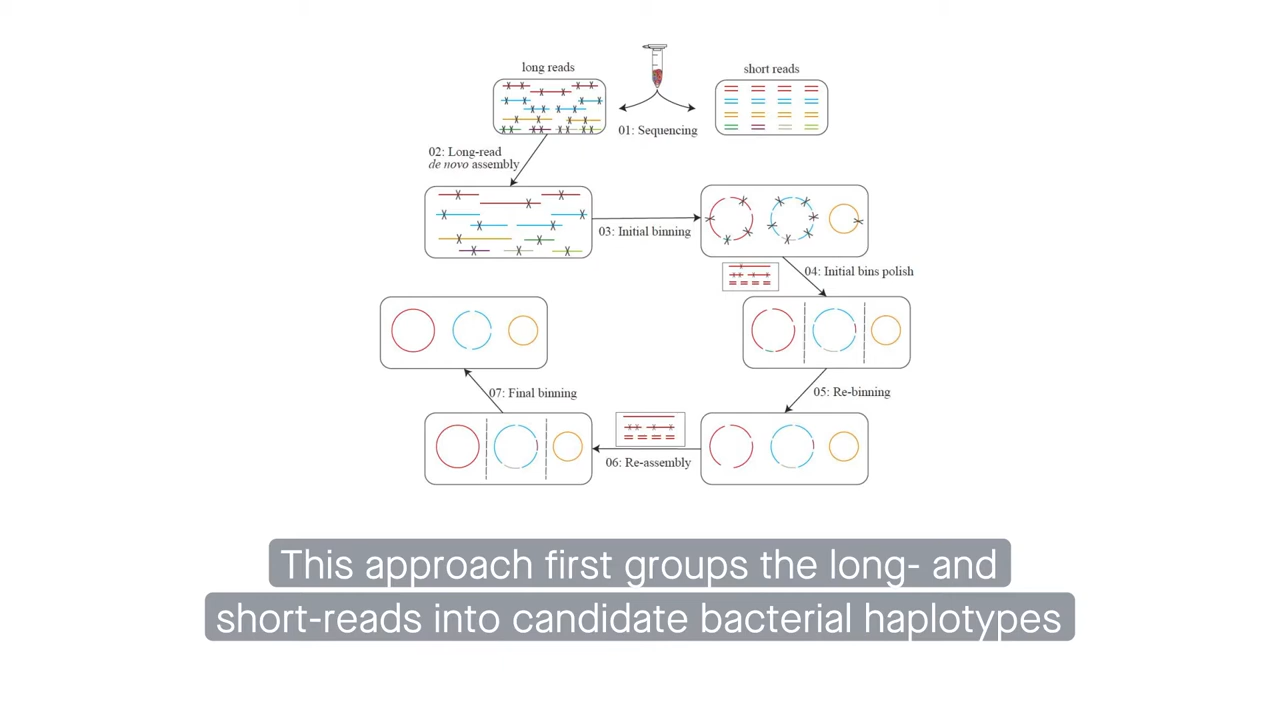 long reads
short reads
01: Sequencing
02: Long-read
de novo assembly
03: Initial binning
04: Initial bins polish
05: Re-binning
06: Re-assembly
07: Final binning
This approach first groups the long- and
short-reads into candidate bacterial haplotypes